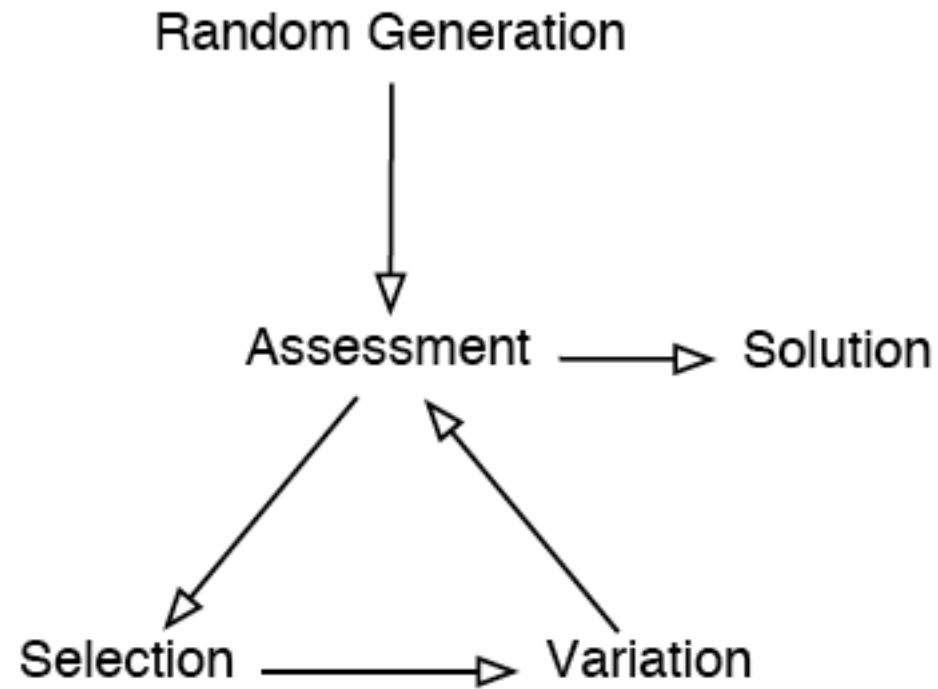 Random Generation
Assessment
Solution
Selection
Variation